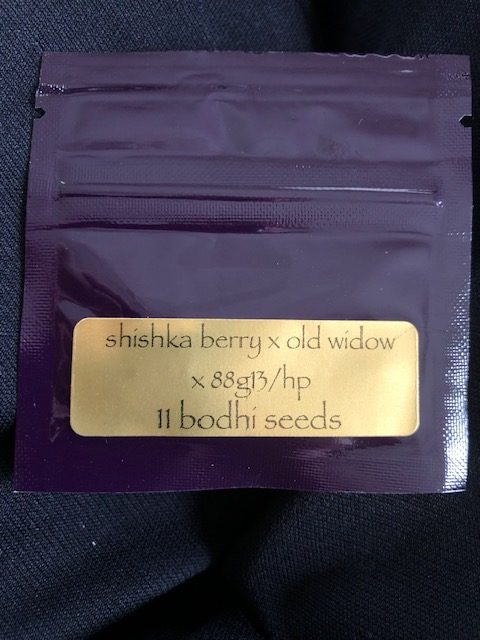 shishka berry x old widow
x 88g13/hp
11 bodhi seeds